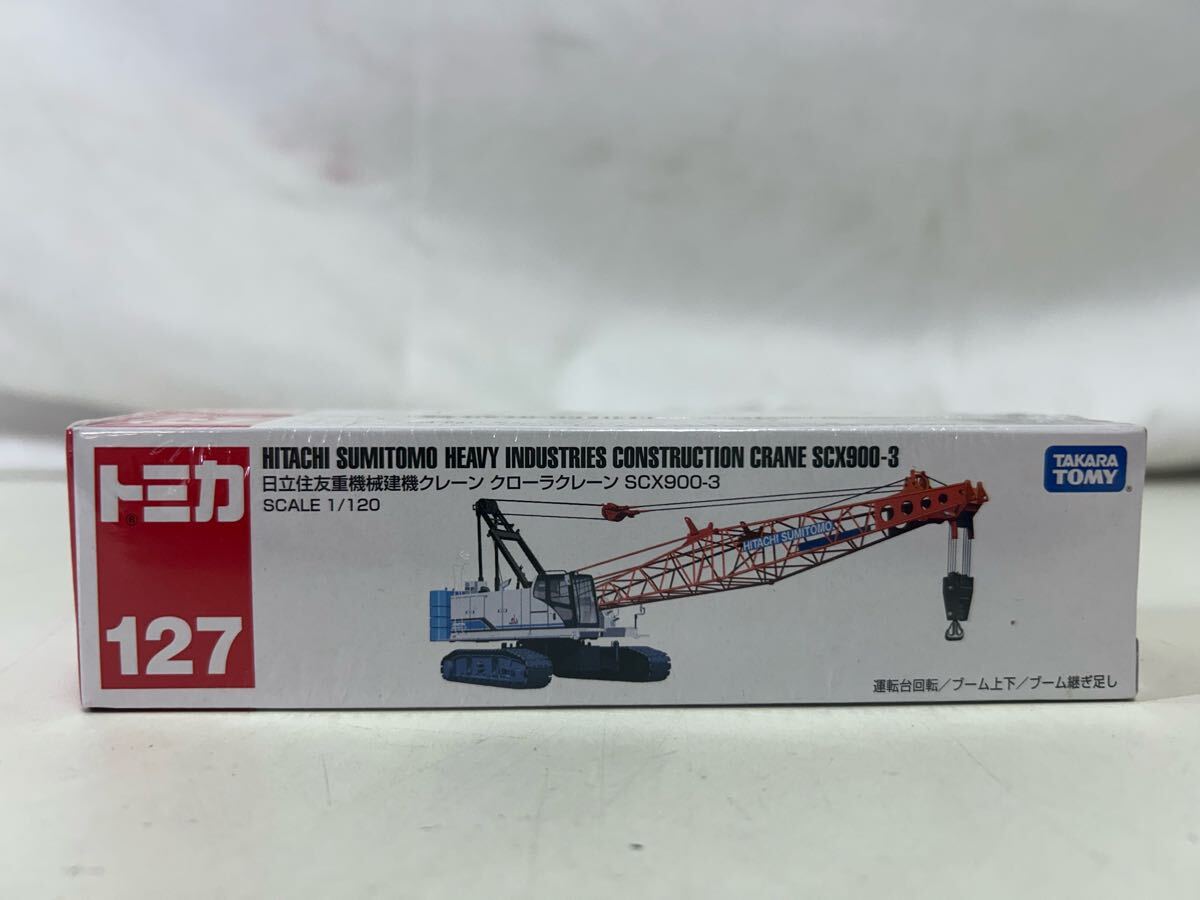 トミカ
127
HITACHI SUMITOMO HEAVY INDUSTRIES CONSTRUCTION CRANE SCX900-3
日立住友重機械建機クレーン クローラクレーン SCX900-3
SCALE 1/120
TAKARA
TOMY
HITACHI SUMITOMO
運転台回転/ブーム上下/ブーム継ぎ足し